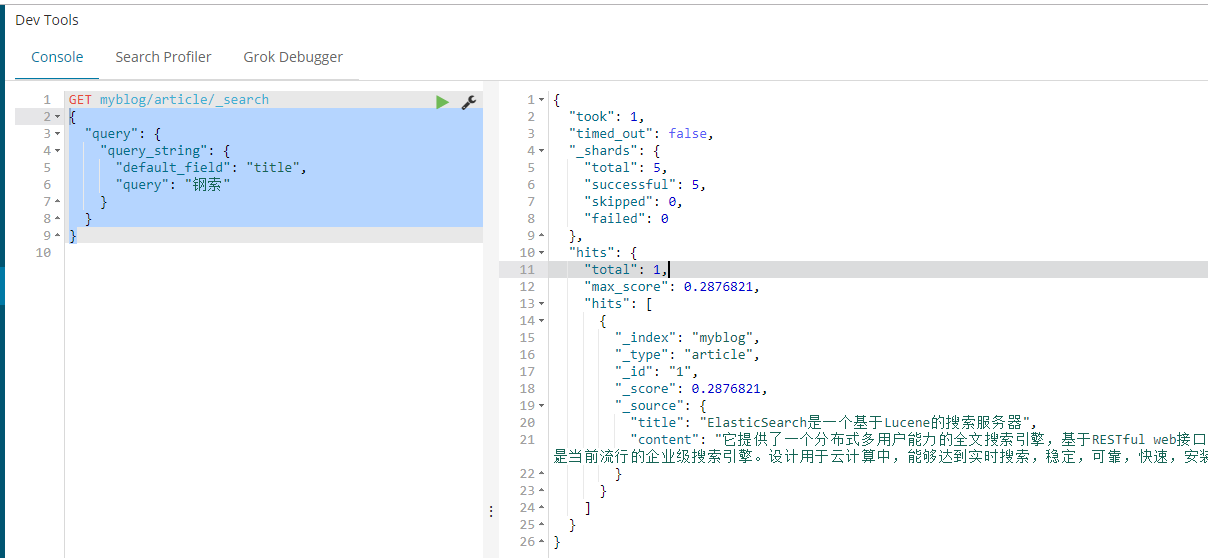 Dev Tools
Console Search Profiler Grok Debugger
1 GET myblog/article/_search
2 {
3 "query": {
4 "query_string": {
5 "default_field": "title",
6 "query": "钢索"
7 }
8 }
9 }
10
1 {
2 "took": 1,
3 "timed_out": false,
4 "_shards": {
5 "total": 5,
6 "successful": 5,
7 "skipped": 0,
8 "failed": 0
9 },
10 "hits": {
11 "total": 1,
12 "max_score": 0.2876821,
13 "hits": [
14 {
15 "_index": "myblog",
16 "_type": "article",
17 "_id": "1",
18 "_score": 0.2876821,
19 "_source": {
20 "title": "ElasticSearch是一个基于Lucene的搜索服务器",
21 "content": "它提供了一个分布式多用户能力的全文搜索引擎，基于RESTful web接口
是当前流行的企业级搜索引擎。设计用于云计算中，能够达到实时搜索，稳定，可靠，快速，安装
22 }
23 }
24 ]
25 }
26 }